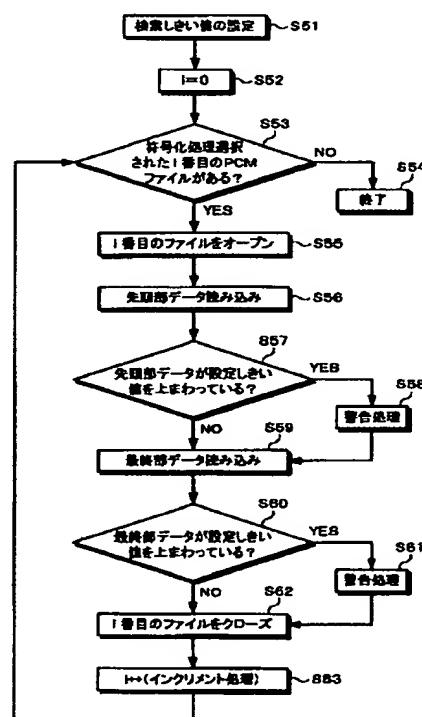 検索しきい値の設定
S51
i=0
S52
S53
符号化処理選択
されたi番目のPCM
ファイルがある?
NO
S54
終了
YES
i番目のファイルをオープン
S55
先頭部データ読み込み
S56
S57
先頭部データが設定しきい
値を上まわっている?
YES
S58
警告処理
NO
S59
最終部データ読み込み
S60
最終部データが設定しきい
値を上まわっている?
YES
S61
警告処理
NO
S62
i番目のファイルをクローズ
i++(インクリメント処理)
S63